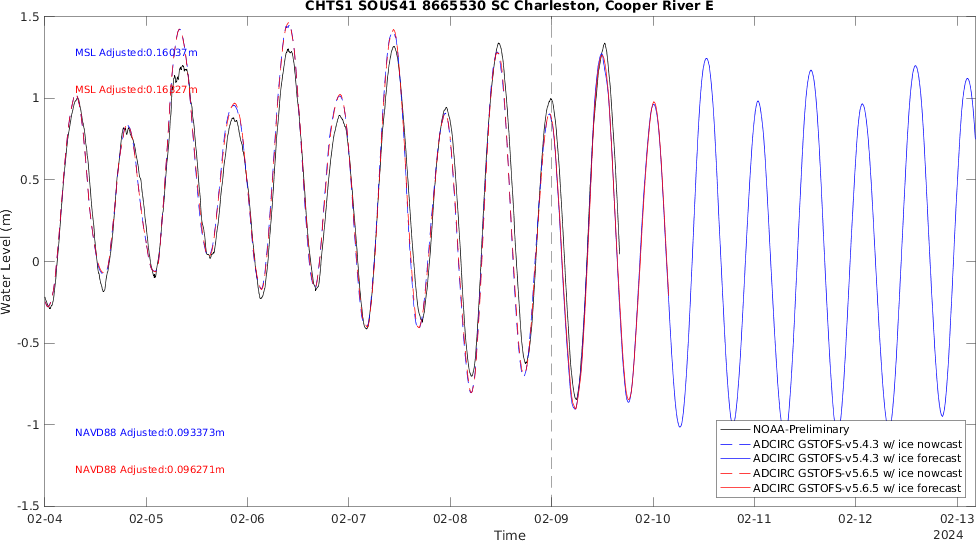 CHTS1 SOUS41 8665530 SC Charleston, Cooper River E
1.5
1
0.5
0
-0.5
-1
-1.5
Water Level (m)
MSL Adjusted:0.16037m
MSL Adjusted:0.16327m
NAVD88 Adjusted:0.093373m
NAVD88 Adjusted:0.096271m
NOAA-Preliminary
ADCIRC GSTOFS-v5.4.3 w/ ice nowcast
ADCIRC GSTOFS-v5.4.3 w/ ice forecast
ADCIRC GSTOFS-v5.6.5 w/ ice nowcast
ADCIRC GSTOFS-v5.6.5 w/ ice forecast
02-04 02-05 02-06 02-07 02-08 02-09 02-10 02-11 02-12 02-13
Time
2024